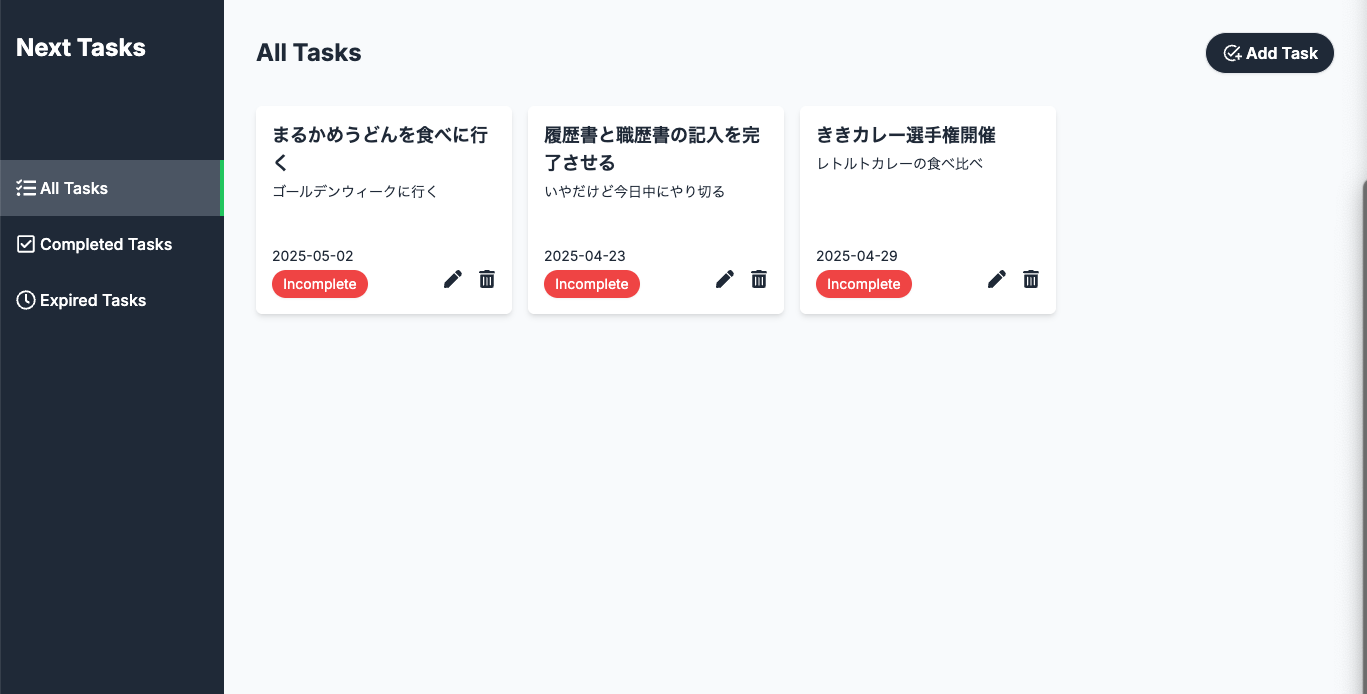 Next Tasks
All Tasks
Completed Tasks
Expired Tasks
All Tasks
Add Task
まるかめうどんを食べに行
く
ゴールデンウィークに行く
2025-05-02
Incomplete
履歴書と職歴書の記入を完
了させる
いやだけど今日中にやり切る
2025-04-23
Incomplete
ききカレー選手権開催
レトルトカレーの食べ比べ
2025-04-29
Incomplete